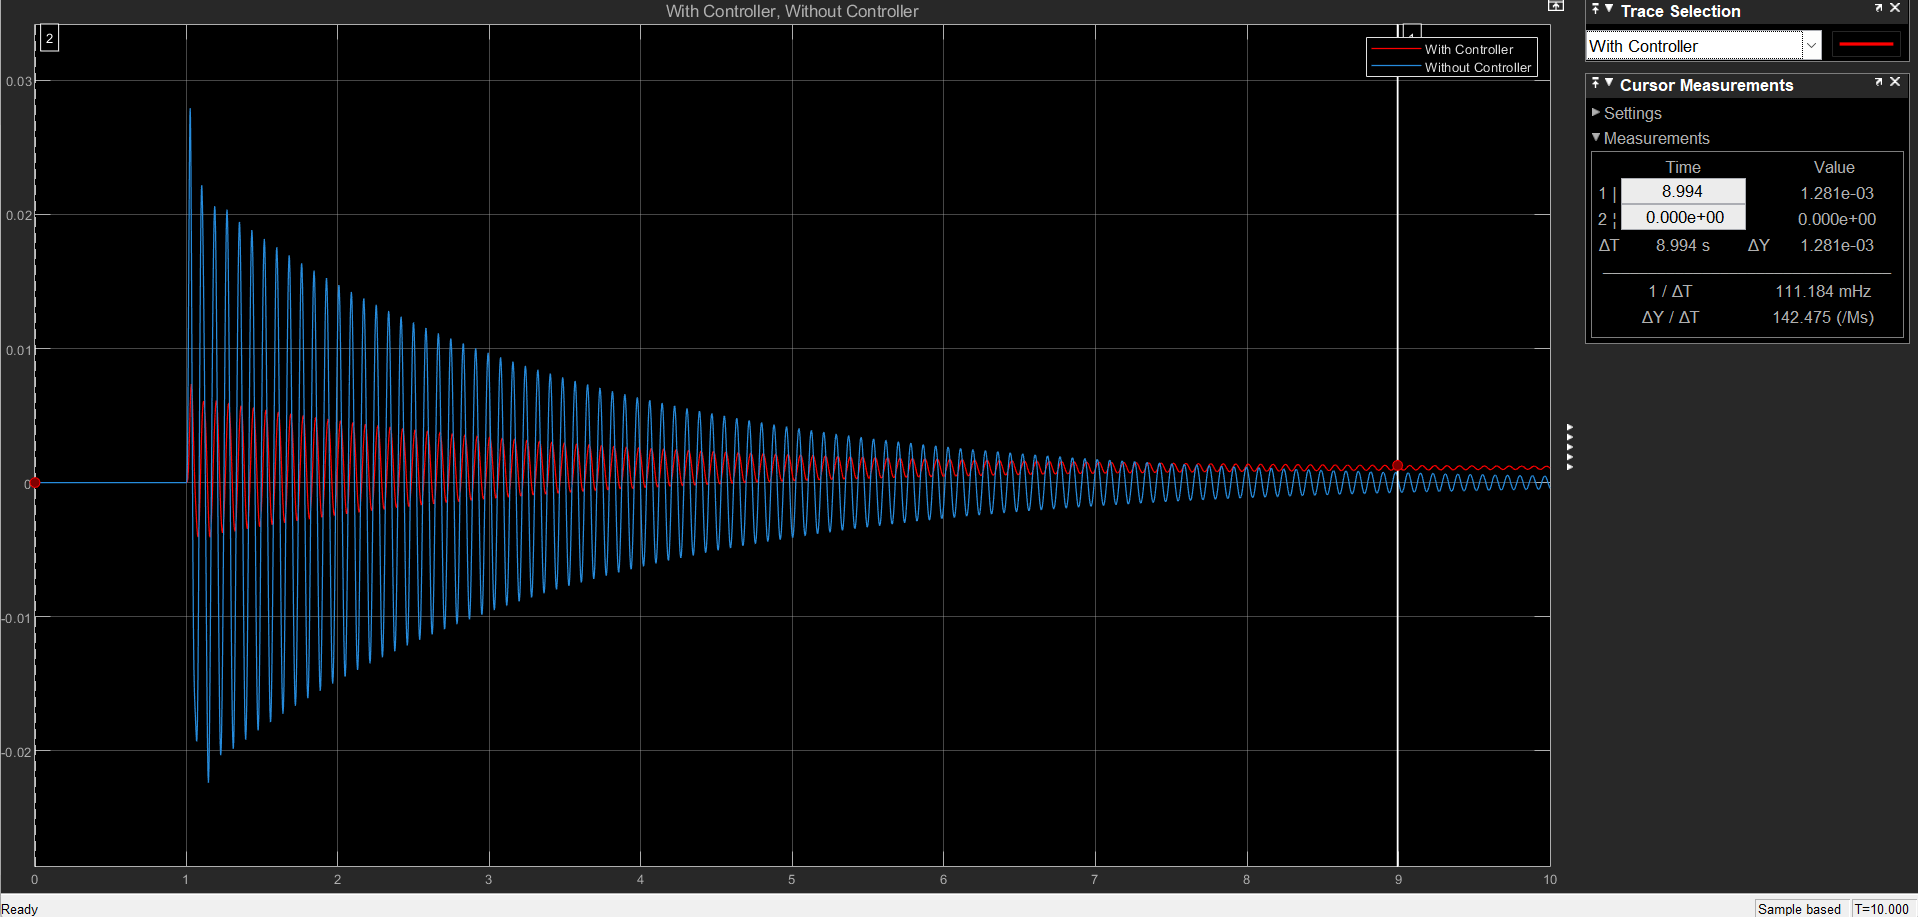 With Controller, Without Controller
2
With Controller
Without Controller
0.03
0.02
0.01
0
-0.01
-0.02
0 1 2 3 4 5 6 7 8 9 10
Ready
Sample based T=10.000
Trace Selection
With Controller
Cursor Measurements
Settings
Measurements
Time Value
1 | 8.994 1.281e-03
2 ¦ 0.000e+00 0.000e+00
ΔT 8.994 s ΔY 1.281e-03
1 / ΔT 111.184 mHz
ΔY / ΔT 142.475 (/Ms)